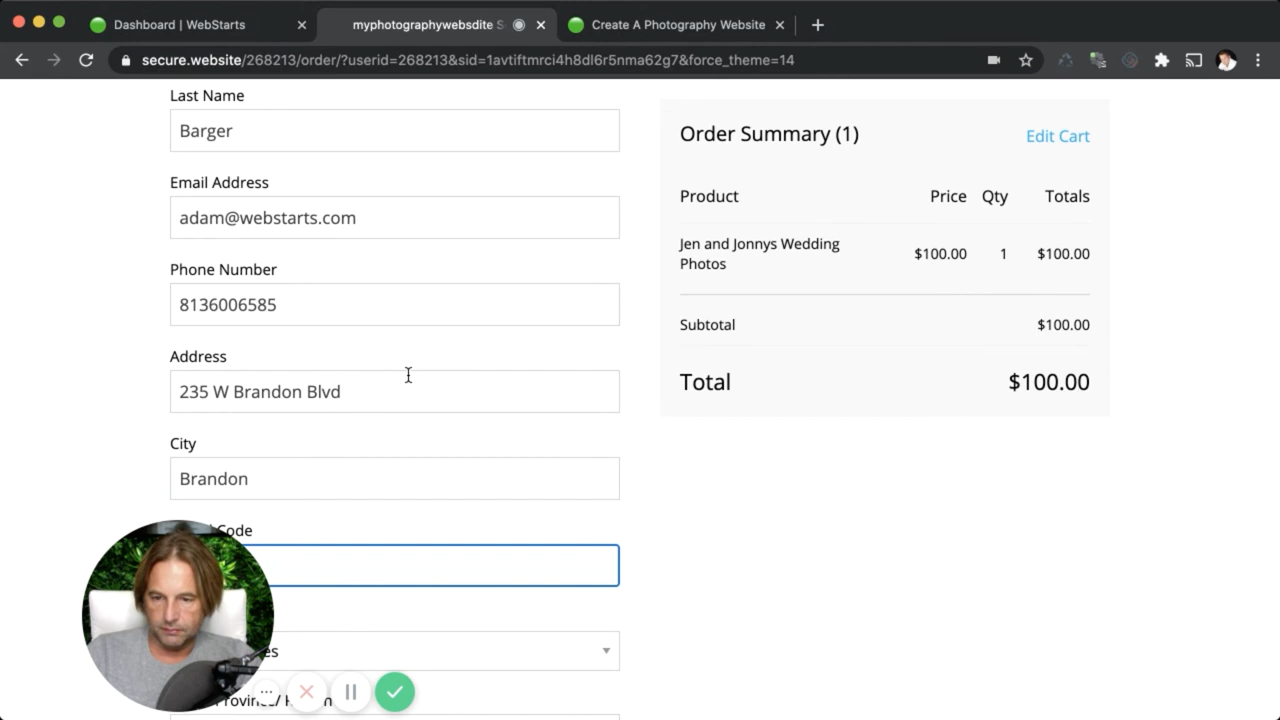 Dashboard | WebStarts
myphotographywebsdite S
Create A Photography Website
secure.website/268213/order/?userid=268213&sid=1avtiftmrci4h8dl6r5nma62g7&force_theme=14
Last Name
Barger
Email Address
adam@webstarts.com
Phone Number
8136006585
Address
235 W Brandon Blvd
City
Brandon
Code
es
Province/
n
Order Summary (1)
Edit Cart
Product Price Qty Totals
Jen and Jonnys Wedding
Photos
$100.00 1 $100.00
Subtotal $100.00
Total $100.00